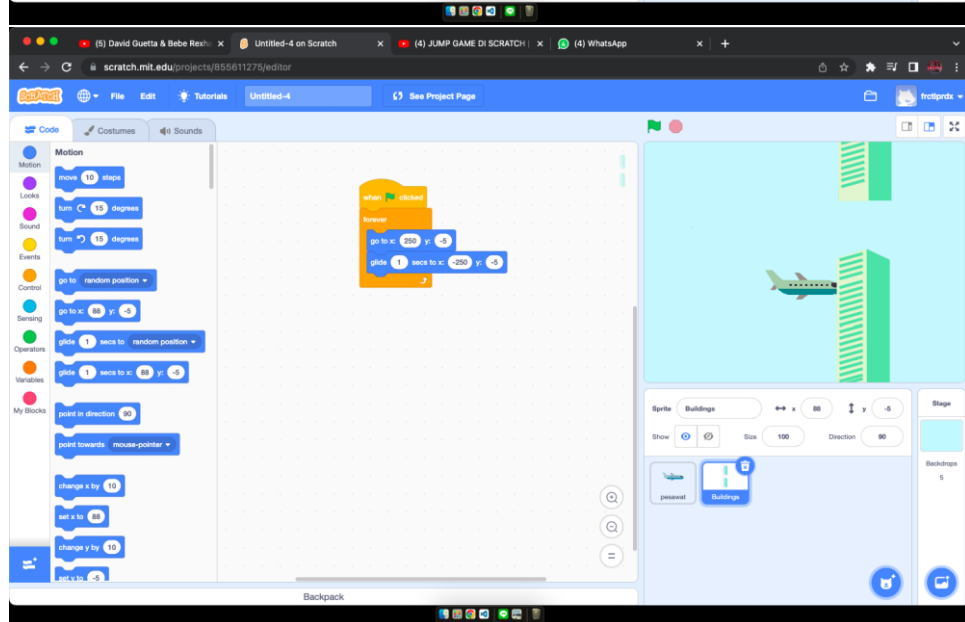 (5) David Guetta & Bebe Rexha
Untitled-4 on Scratch
(4) JUMP GAME DI SCRATCH |
(4) WhatsApp
scratch.mit.edu/projects/855611275/editor
SCRATCH
File
Edit
Tutorials
Untitled-4
See Project Page
frctlprdx
Code
Costumes
Sounds
Motion
Looks
Sound
Events
Control
Sensing
Operators
Variables
My Blocks
Motion
move 10 steps
turn 15 degrees
turn 15 degrees
go to random position
go to x: 88 y: -5
glide 1 secs to random position
glide 1 secs to x: 88 y: -5
point in direction 90
point towards mouse-pointer
change x by 10
set x to 88
change y by 10
set y to -5
when clicked
forever
go to x: 250 y: -5
glide 1 secs to x: -250 y: -5
Backpack
Sprite Buildings x 88 y -5
Show Size 100 Direction 90
pesawat
Buildings
Stage
Backdrops
5